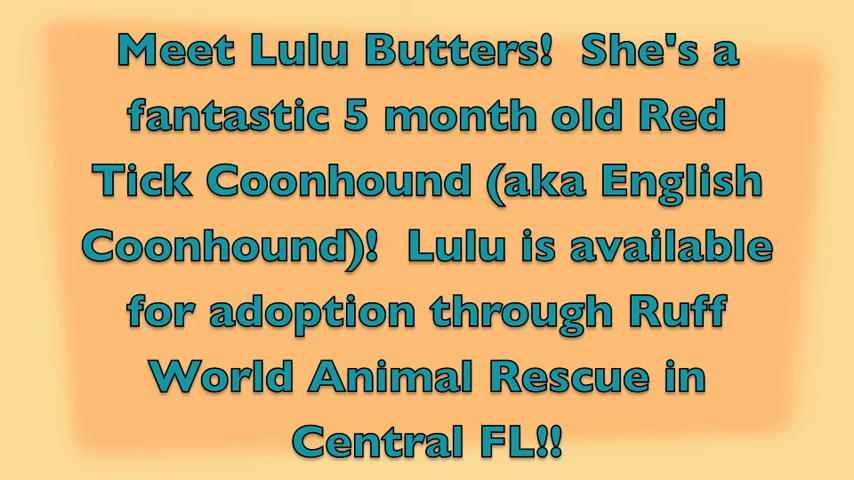 Meet Lulu Butters!  She's a
fantastic 5 month old Red
Tick Coonhound (aka English
Coonhound)!  Lulu is available
for adoption through Ruff
World Animal Rescue in
Central FL!!